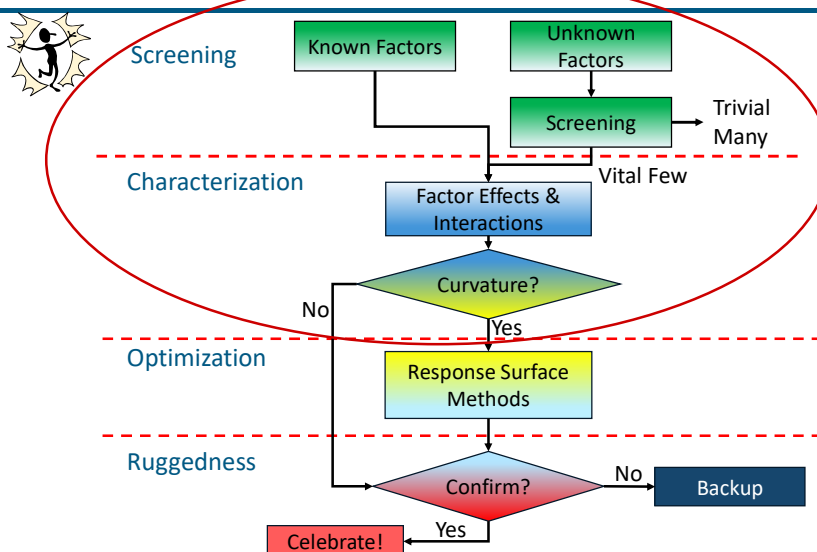 Screening
Known Factors
Unknown
Factors
Screening
Trivial
Many
Characterization
Vital Few
Factor Effects &
Interactions
Curvature?
No
Yes
Optimization
Response Surface
Methods
Ruggedness
Confirm?
No
Backup
Yes
Celebrate!